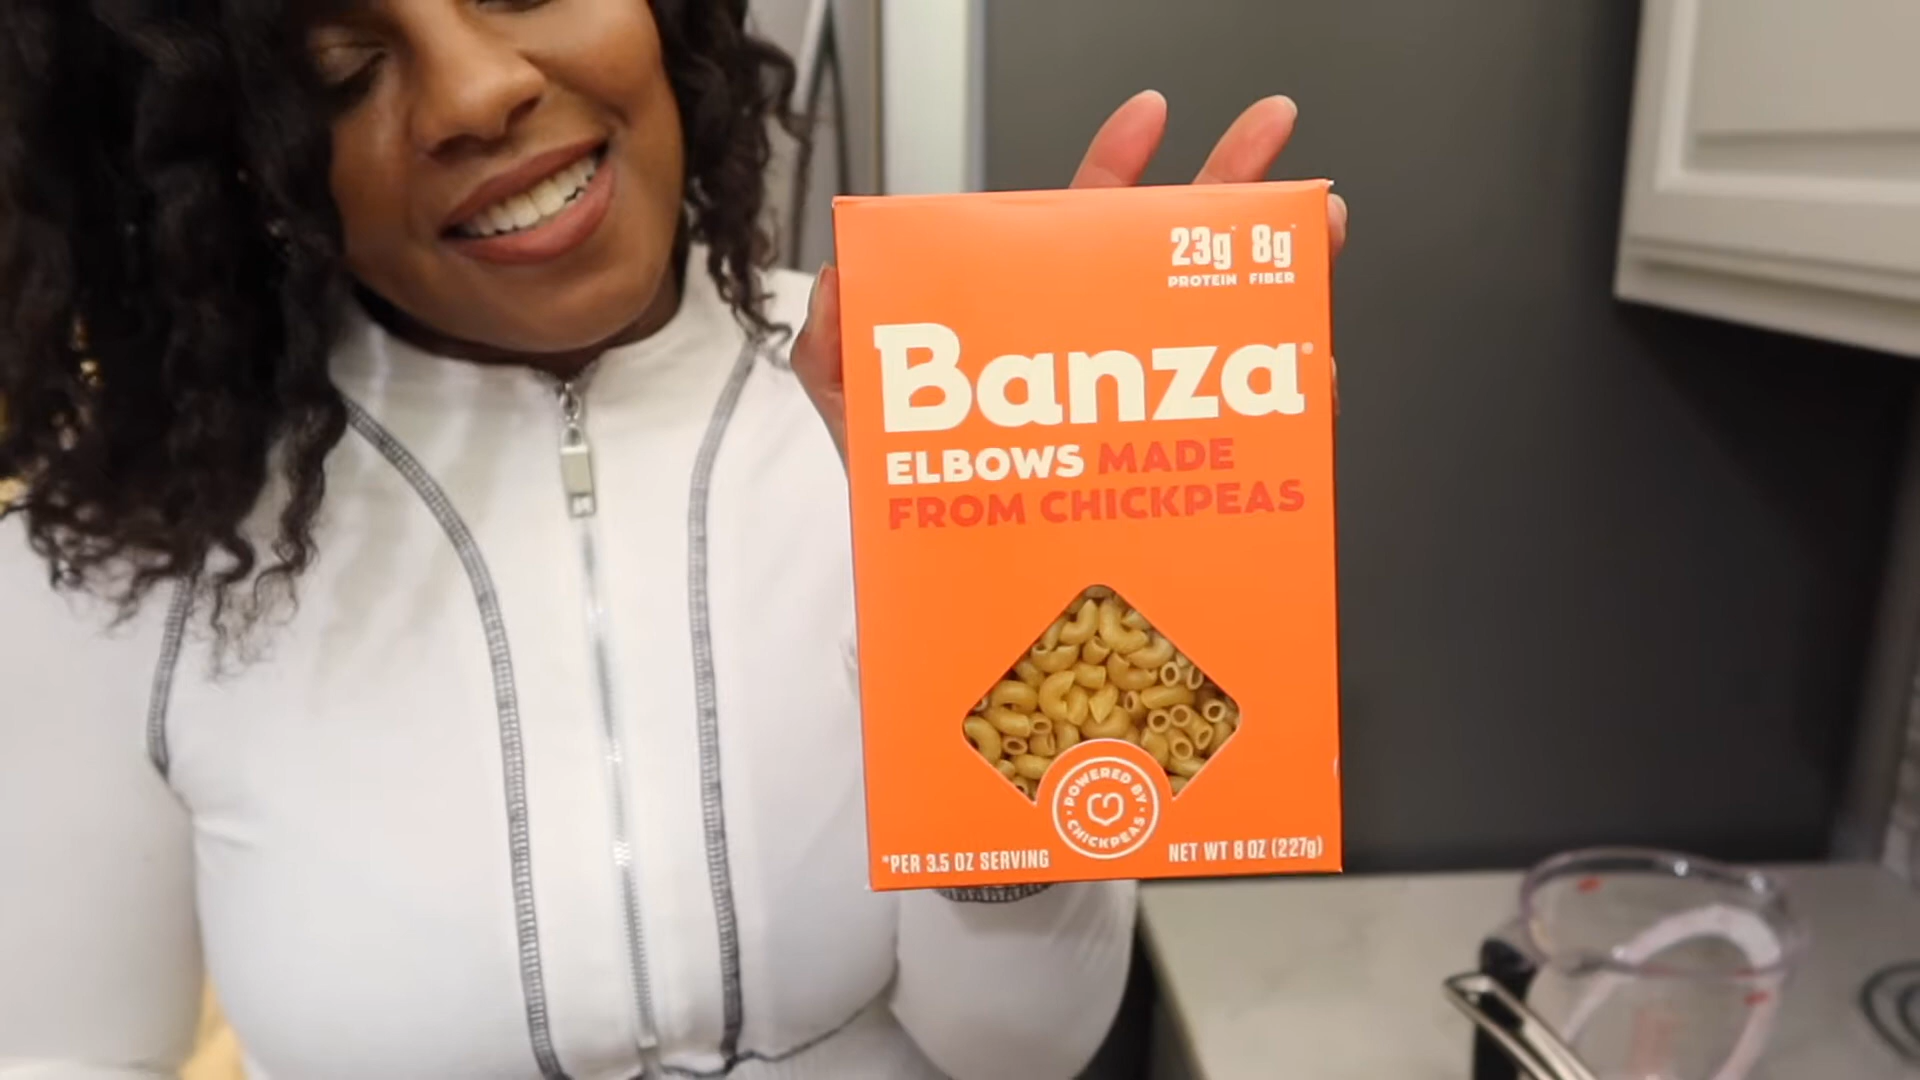 23g* 8g*
PROTEIN FIBER
Banza®
ELBOWS MADE
FROM CHICKPEAS
POWERED BY
CHICKPEAS
*PER 3.5 OZ SERVING
NET WT 8 OZ (227g)